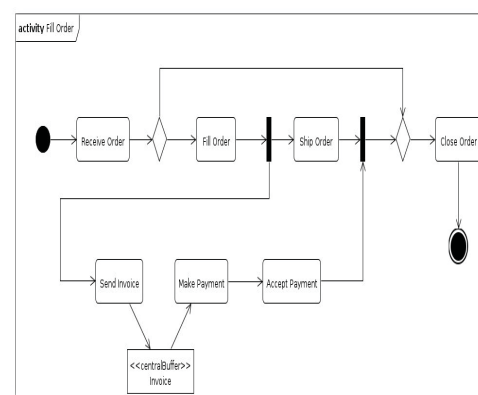 activity Fill Order
Receive Order
Fill Order
Ship Order
Close Order
Send Invoice
Make Payment
Accept Payment
<<centralBuffer>>
Invoice